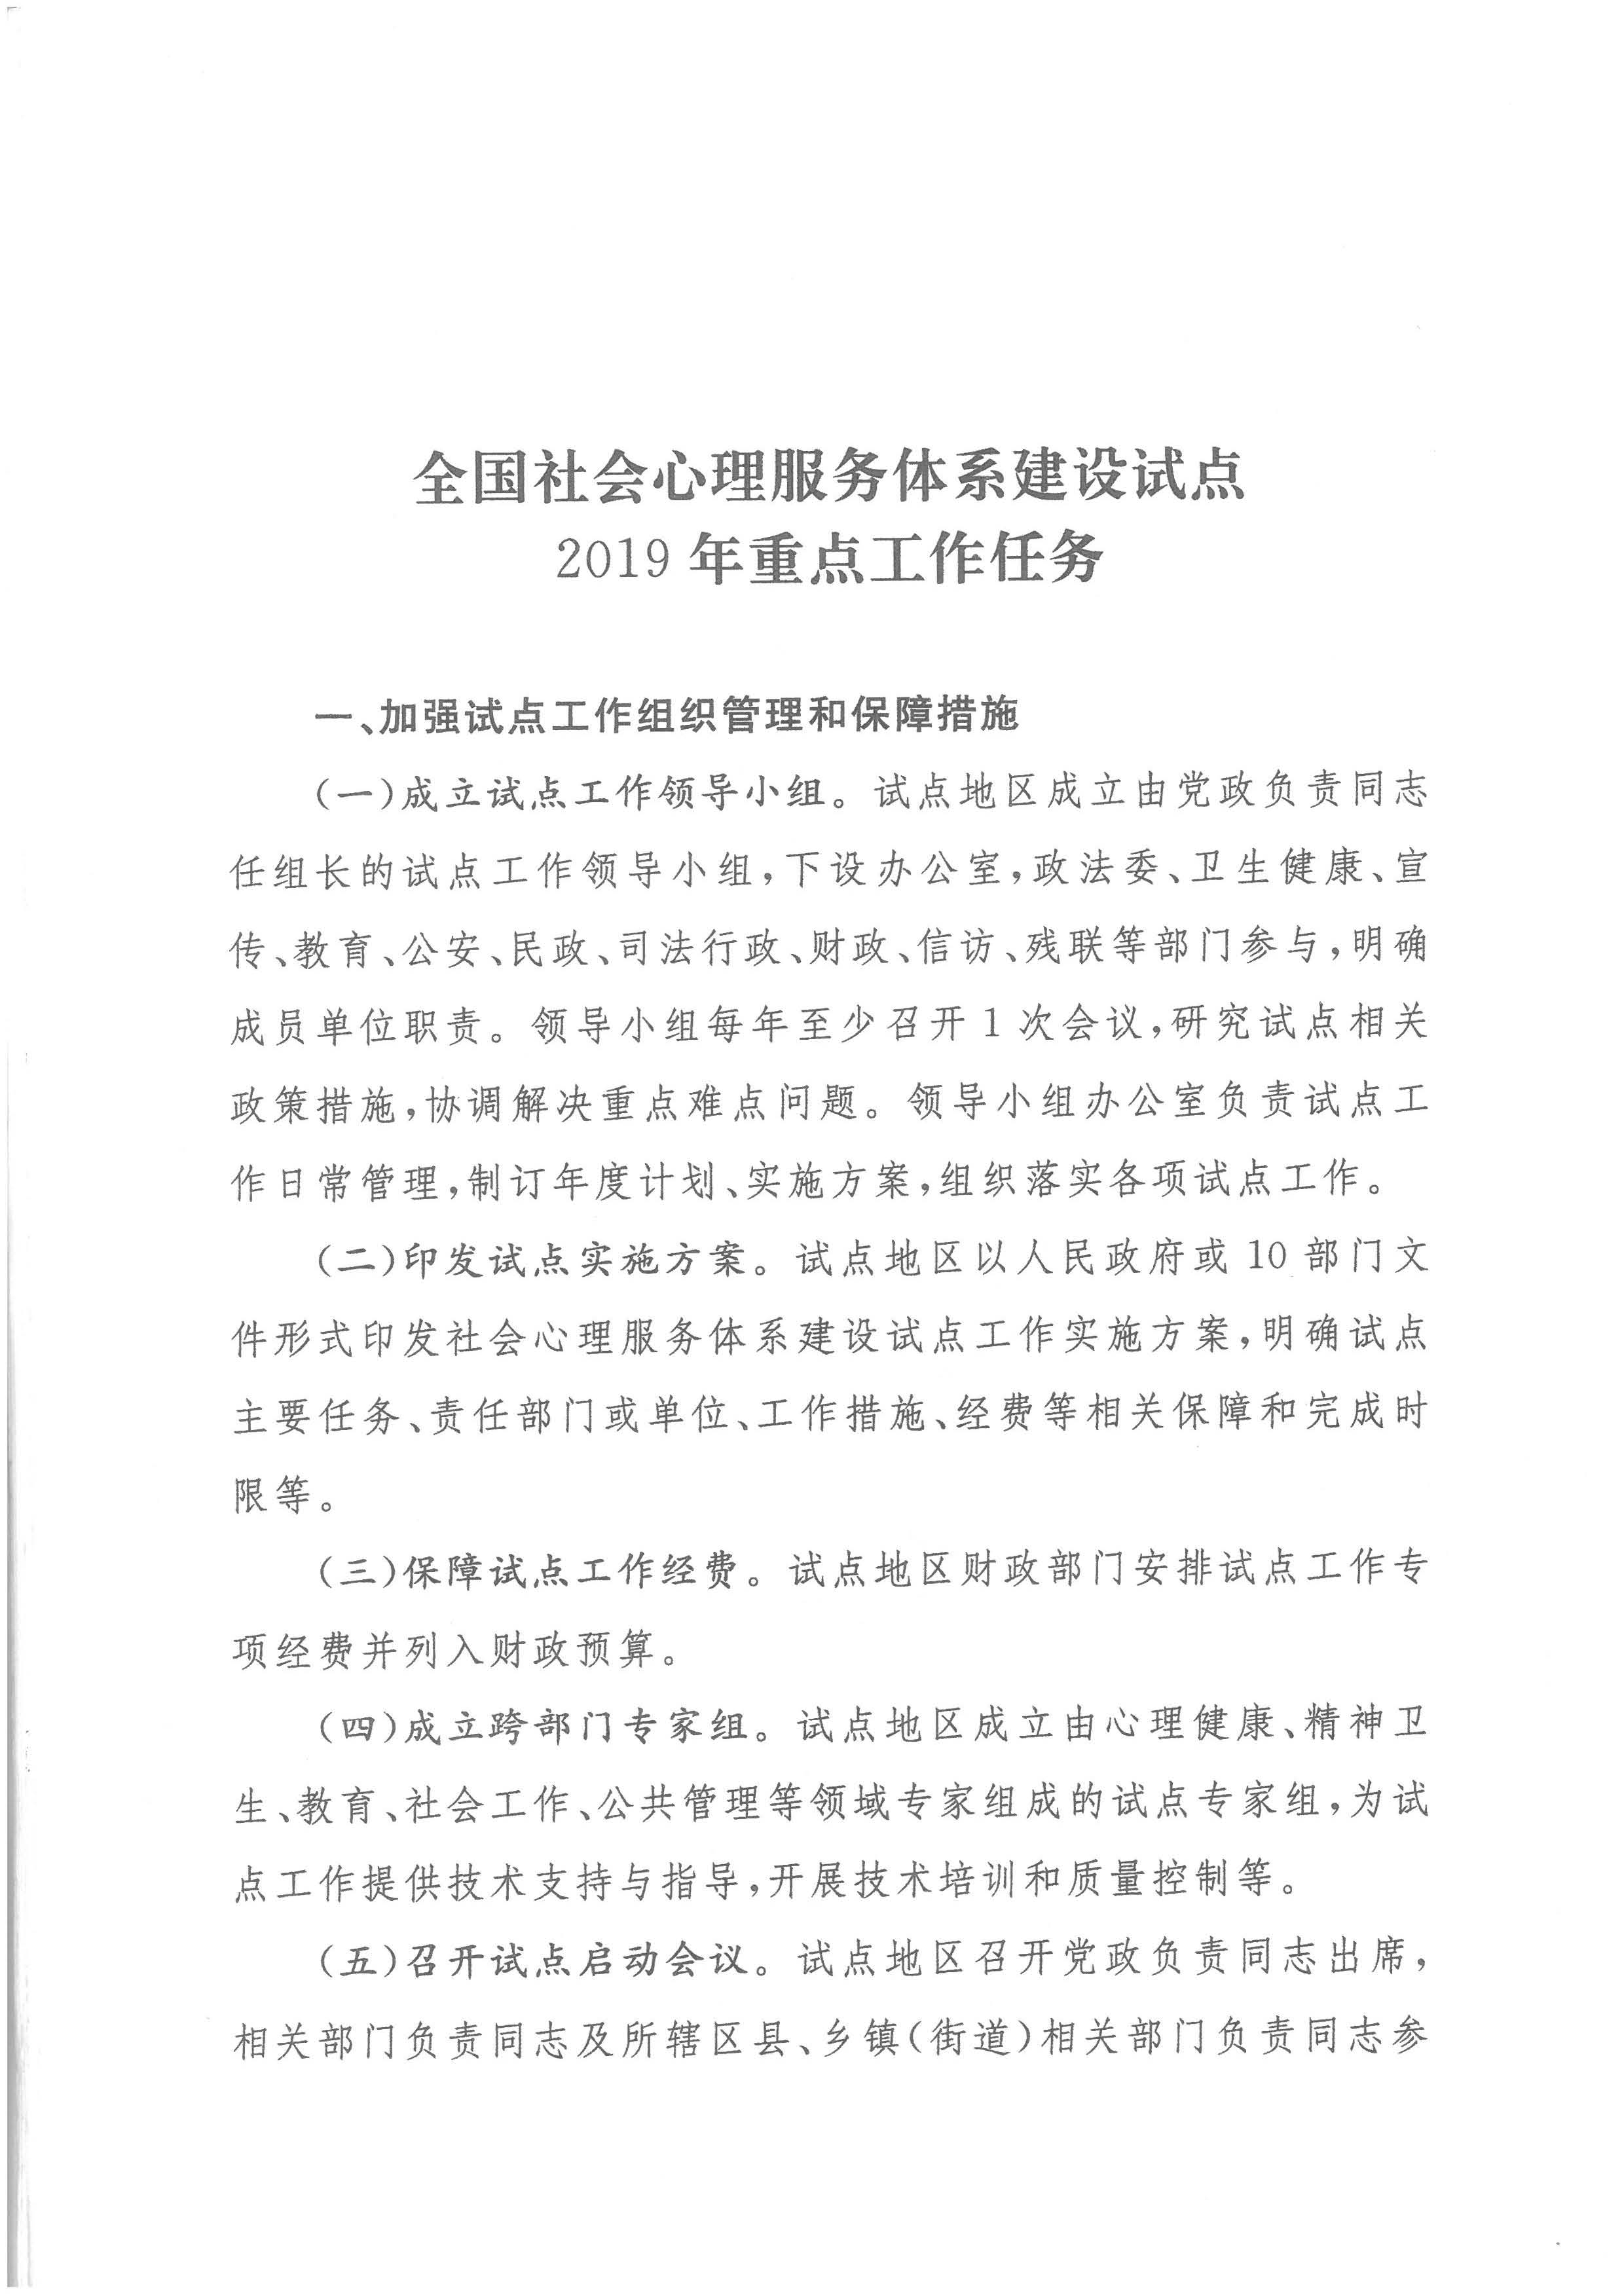 全国社会心理服务体系建设试点
2019年重点工作任务
一、加强试点工作组织管理和保障措施
(一)成立试点工作领导小组。试点地区成立由党政负责同志
任组长的试点工作领导小组,下设办公室,政法委、卫生健康、宣
传、教育、公安、民政、司法行政、财政、信访、残联等部门参与,明确
成员单位职责。领导小组每年至少召开1次会议,研究试点相关
政策措施,协调解决重点难点问题。领导小组办公室负责试点工
作日常管理,制订年度计划、实施方案,组织落实各项试点工作。
(二)印发试点实施方案。试点地区以人民政府或10部门文
件形式印发社会心理服务体系建设试点工作实施方案,明确试点
主要任务、责任部门或单位、工作措施、经费等相关保障和完成时
限等。
(三)保障试点工作经费。试点地区财政部门安排试点工作专
项经费并列入财政预算。
(四)成立跨部门专家组。试点地区成立由心理健康、精神卫
生、教育、社会工作、公共管理等领域专家组成的试点专家组,为试
点工作提供技术支持与指导,开展技术培训和质量控制等。
(五)召开试点启动会议。试点地区召开党政负责同志出席,
相关部门负责同志及所辖区县、乡镇(街道)相关部门负责同志参